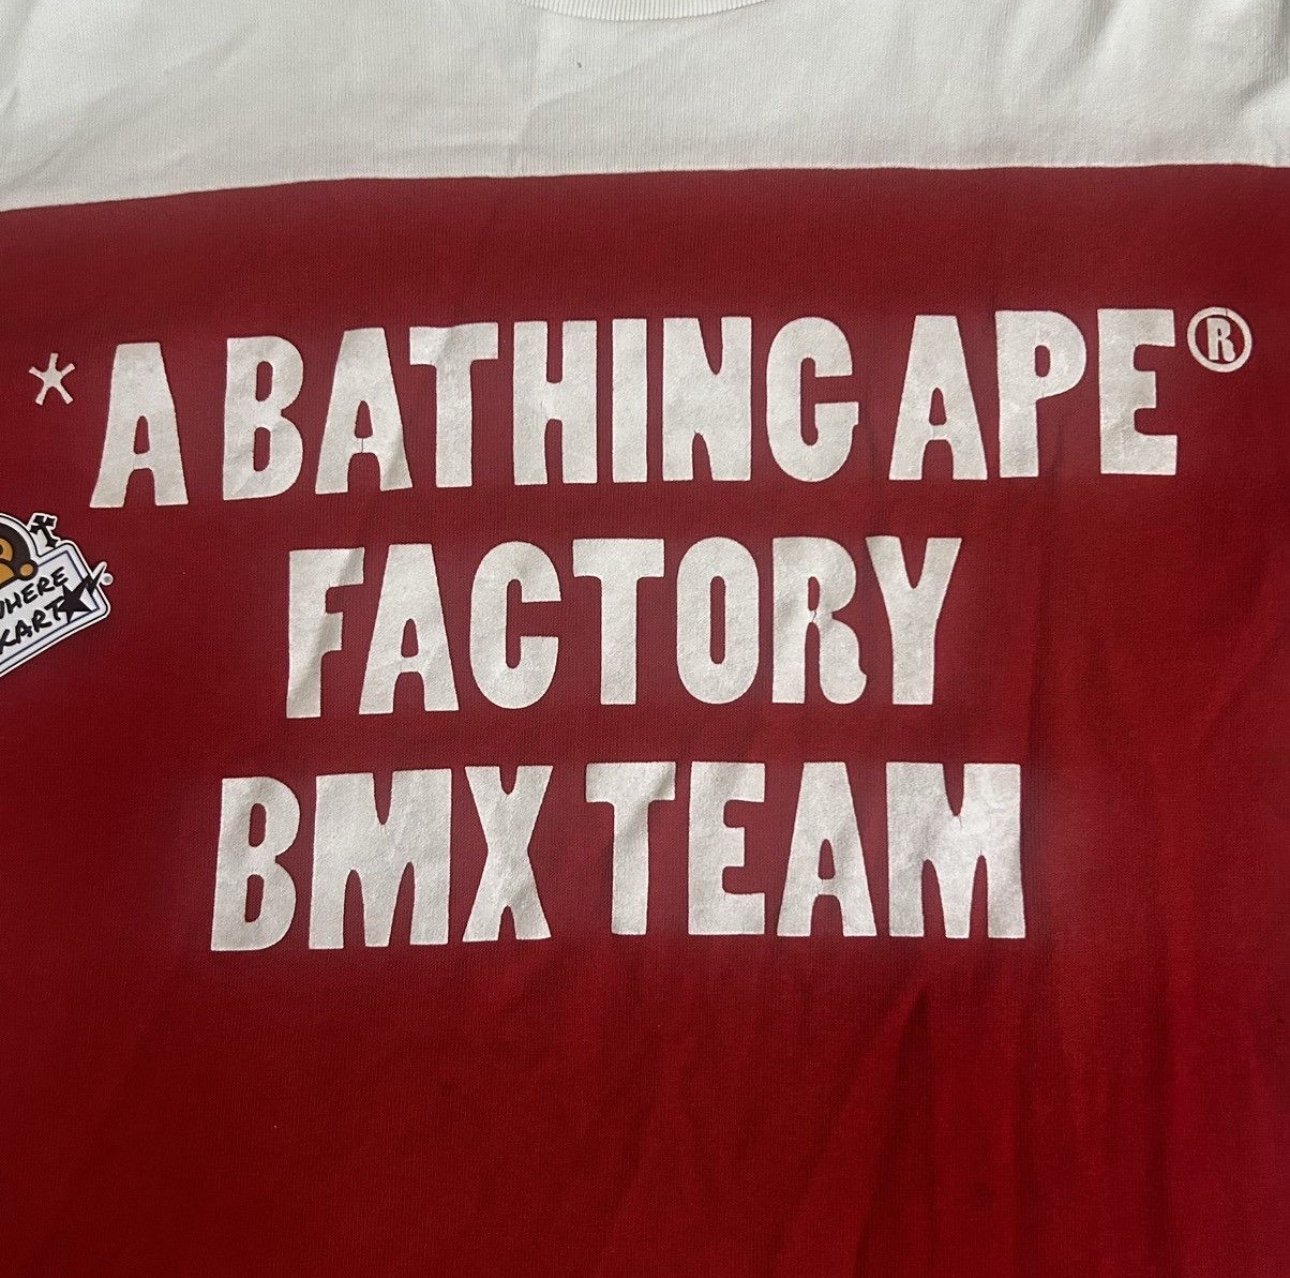 *A BATHING APE®
FACTORY
BMX TEAM